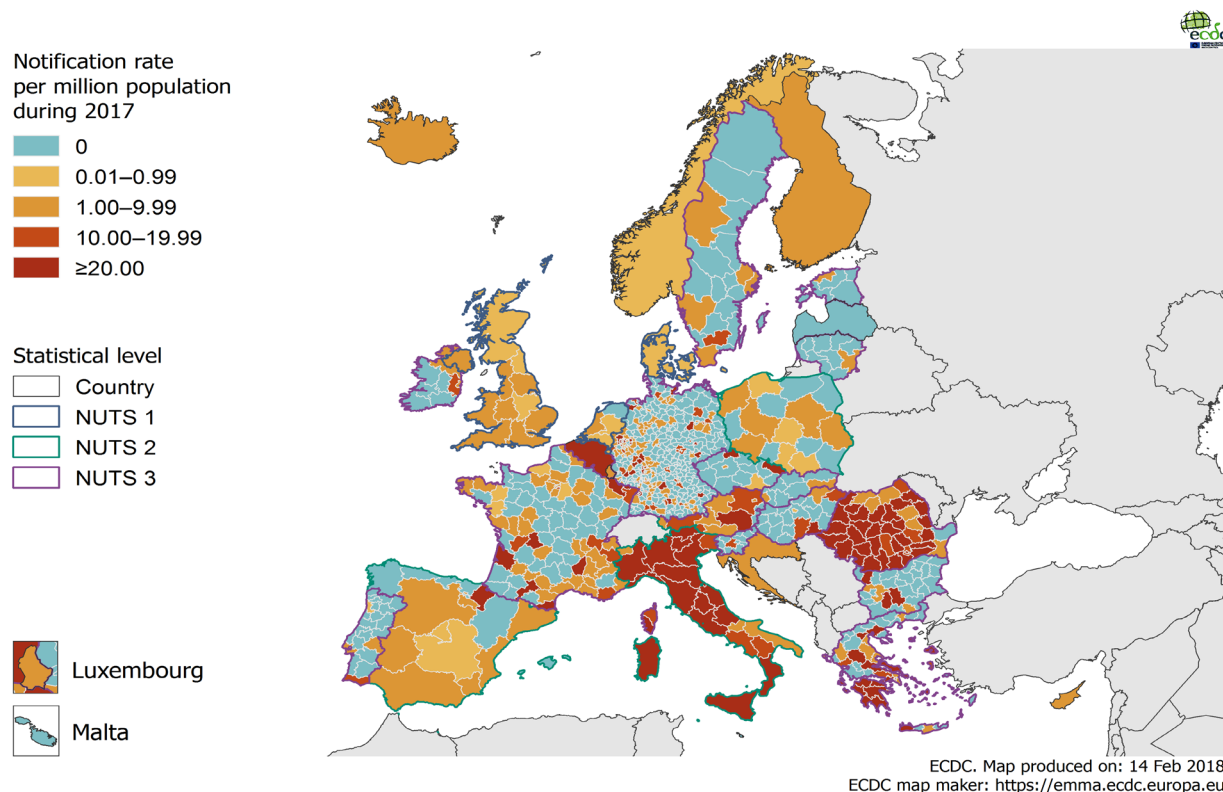 ecdc
Notification rate
per million population
during 2017
0
0.01–0.99
1.00–9.99
10.00–19.99
≥20.00
Statistical level
Country
NUTS 1
NUTS 2
NUTS 3
Luxembourg
Malta
ECDC. Map produced on: 14 Feb 2018
ECDC map maker: https://emma.ecdc.europa.eu